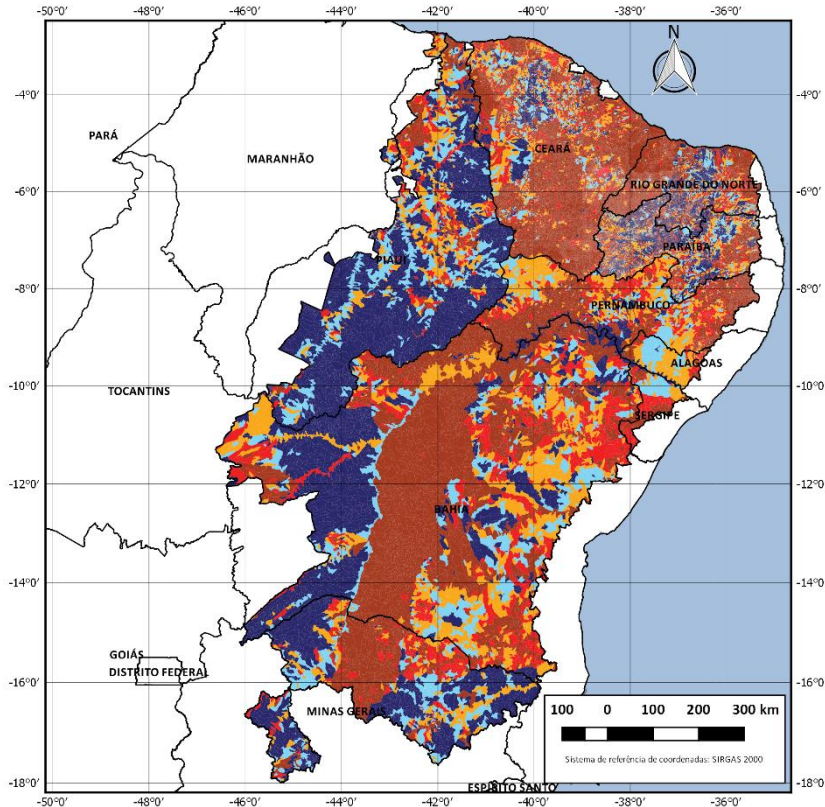 -50°0' -48°0' -46°0' -44°0' -42°0' -40°0' -38°0' -36°0'
N
-4°0' -4°0'
PARÁ
MARANHÃO
CEARÁ
-6°0' -6°0'
RIO GRANDE DO NORTE
PARAÍBA
PIAUÍ
-8°0' -8°0'
PERNAMBUCO
ALAGOAS
-10°0' -10°0'
TOCANTINS
SERGIPE
-12°0' -12°0'
BAHIA
-14°0' -14°0'
GOIÁS
-16°0' -16°0'
DISTRITO FEDERAL
MINAS GERAIS
100 0 100 200 300 km
Sistema de referência de coordenadas: SIRGAS 2000
-18°0' -18°0'
ESPÍRITO SANTO
-50°0' -48°0' -46°0' -44°0' -42°0' -40°0' -38°0' -36°0'